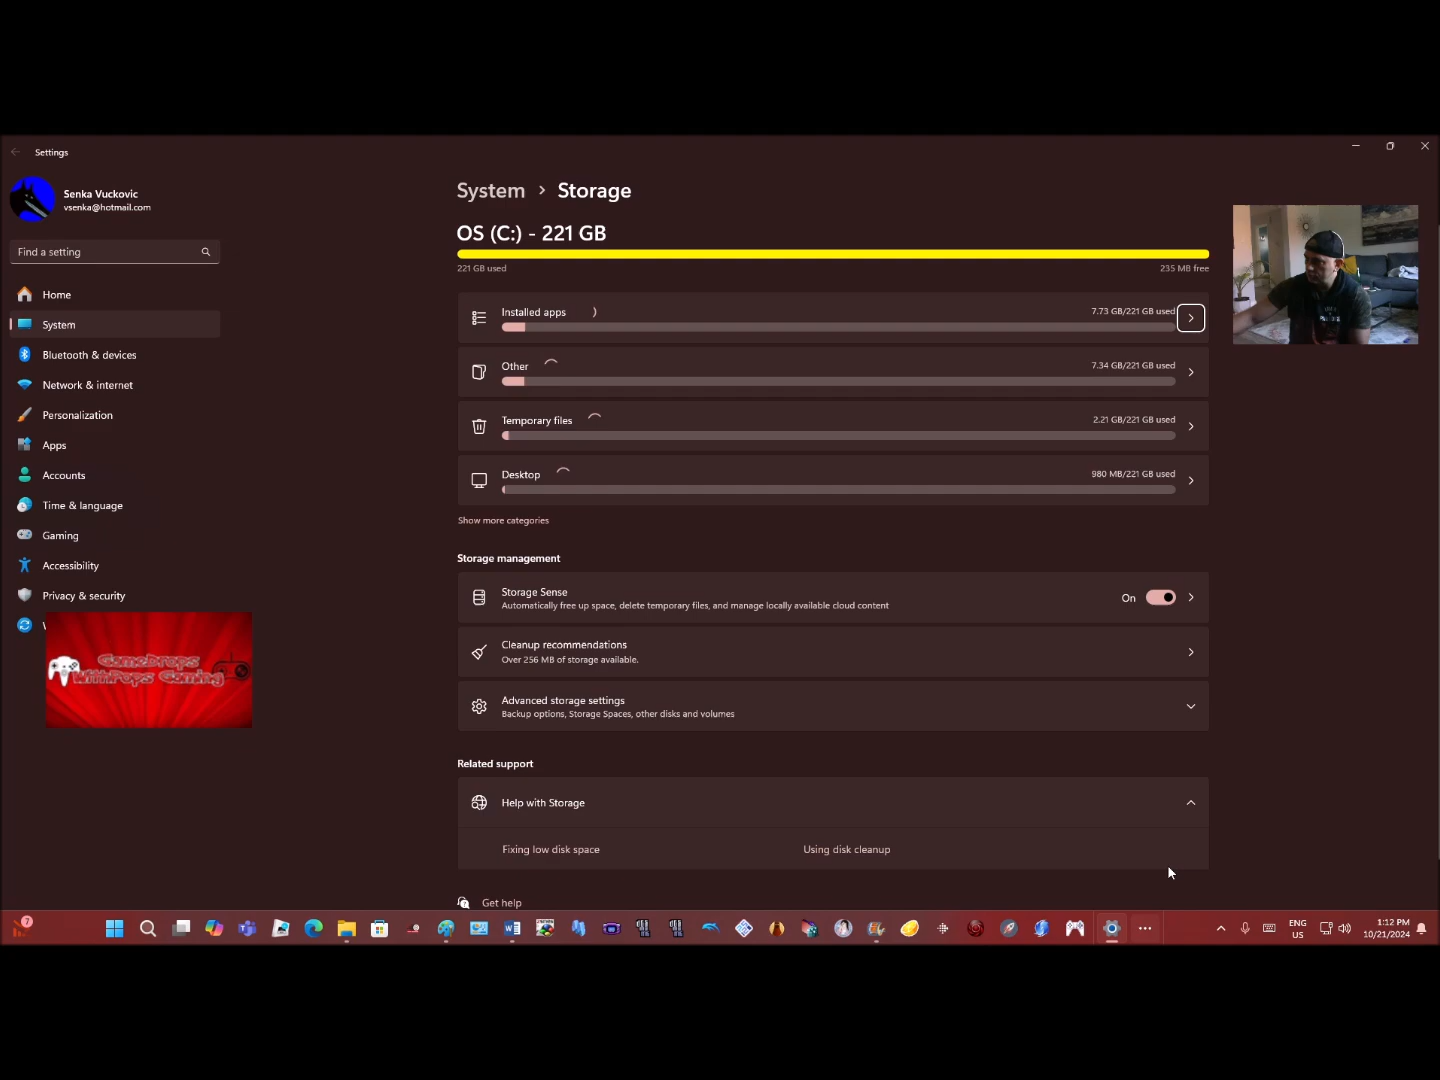 Settings
Senka Vuckovic
vsenka@hotmail.com
Find a setting
Home
System
Bluetooth & devices
Network & internet
Personalization
Apps
Accounts
Time & language
Gaming
Accessibility
Privacy & security
GameDrops
WithPops Gaming
System > Storage
OS (C:) - 221 GB
221 GB used
235 MB free
Installed apps
7.73 GB/221 GB used
Other
7.34 GB/221 GB used
Temporary files
2.21 GB/221 GB used
Desktop
980 MB/221 GB used
Show more categories
Storage management
Storage Sense
Automatically free up space, delete temporary files, and manage locally available cloud content
On
Cleanup recommendations
Over 256 MB of storage available.
Advanced storage settings
Backup options, Storage Spaces, other disks and volumes
Related support
Help with Storage
Fixing low disk space
Using disk cleanup
Get help
7
ENG
US
1:12 PM
10/21/2024